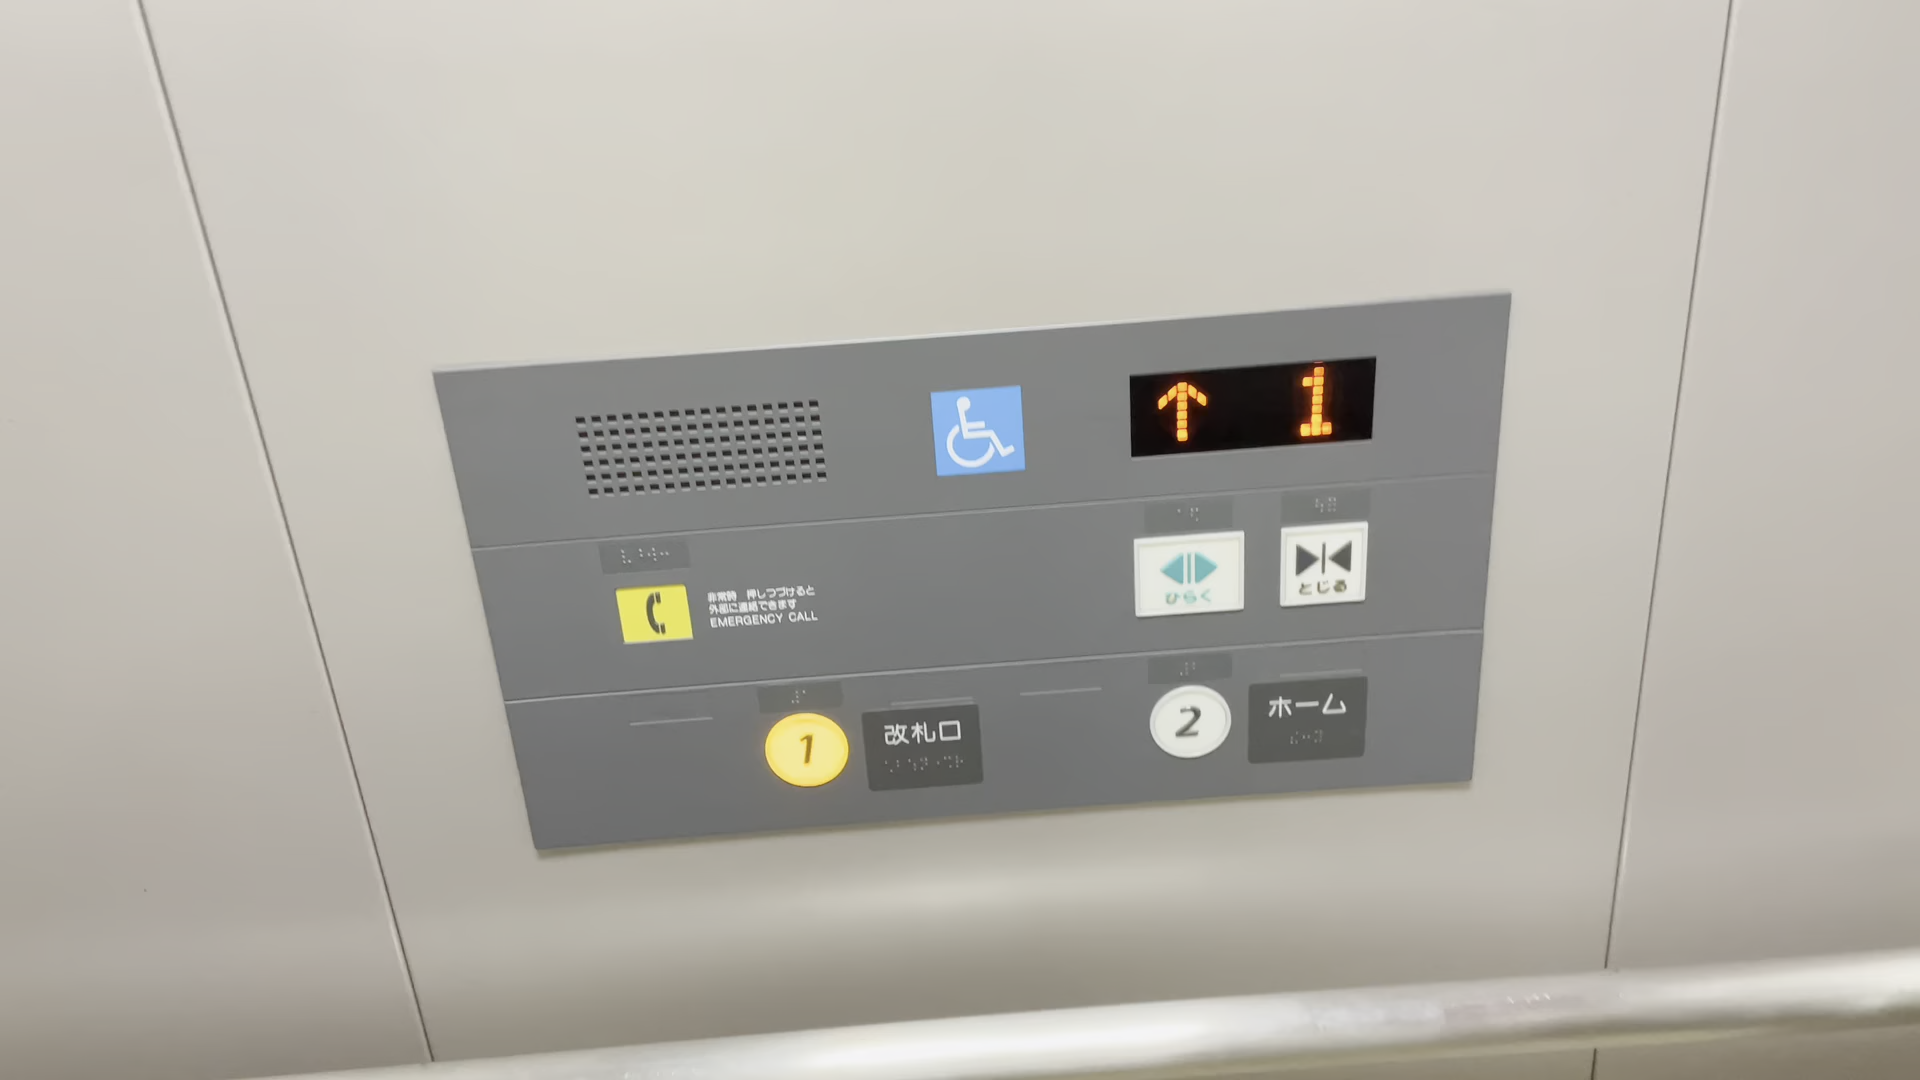 ↑ 1
非常時 押しつづけると
外部に連絡できます
EMERGENCY CALL
ひらく
とじる
1 改札口
2 ホーム